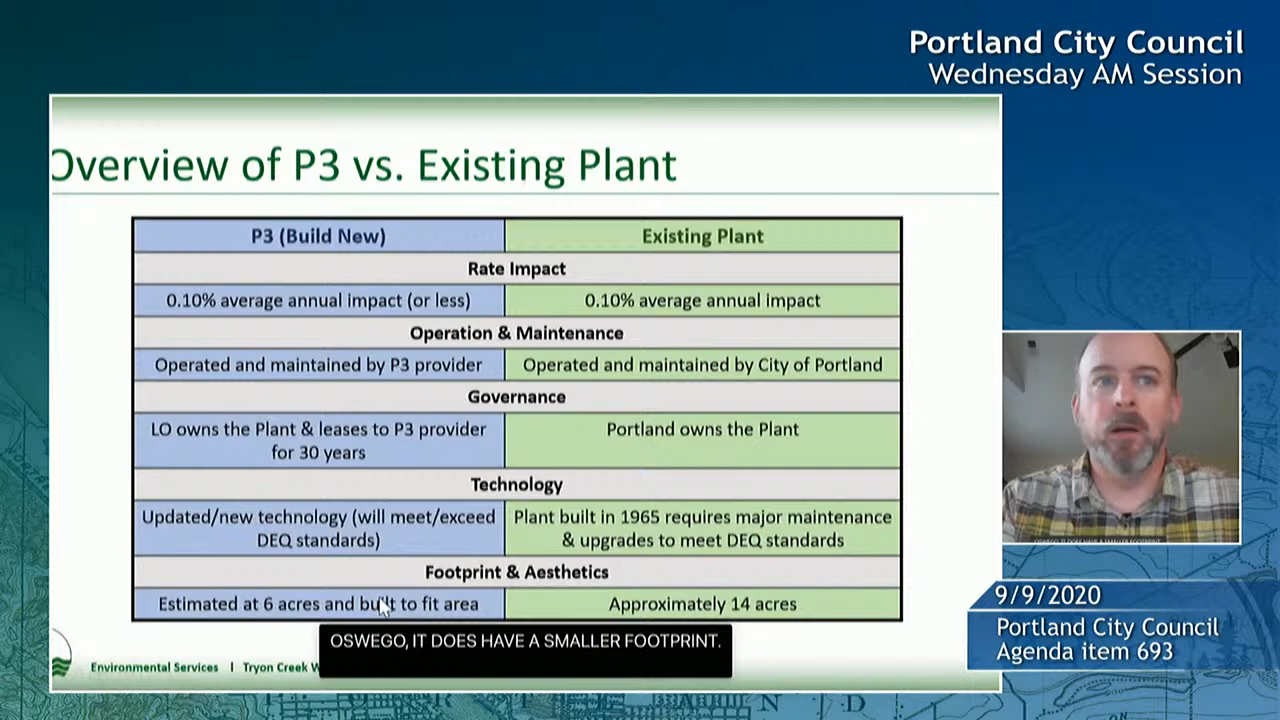 Portland City Council
Wednesday AM Session
Overview of P3 vs. Existing Plant
P3 (Build New)
Existing Plant
Rate Impact
0.10% average annual impact (or less)
0.10% average annual impact
Operation & Maintenance
Operated and maintained by P3 provider
Operated and maintained by City of Portland
Governance
LO owns the Plant & leases to P3 provider
for 30 years
Portland owns the Plant
Technology
Updated/new technology (will meet/exceed
DEQ standards)
Plant built in 1965 requires major maintenance
& upgrades to meet DEQ standards
Footprint & Aesthetics
Estimated at 6 acres and built to fit area
Approximately 14 acres
OSWEGO, IT DOES HAVE A SMALLER FOOTPRINT.
Environmental Services | Tryon Creek W
9/9/2020
Portland City Council
Agenda item 693